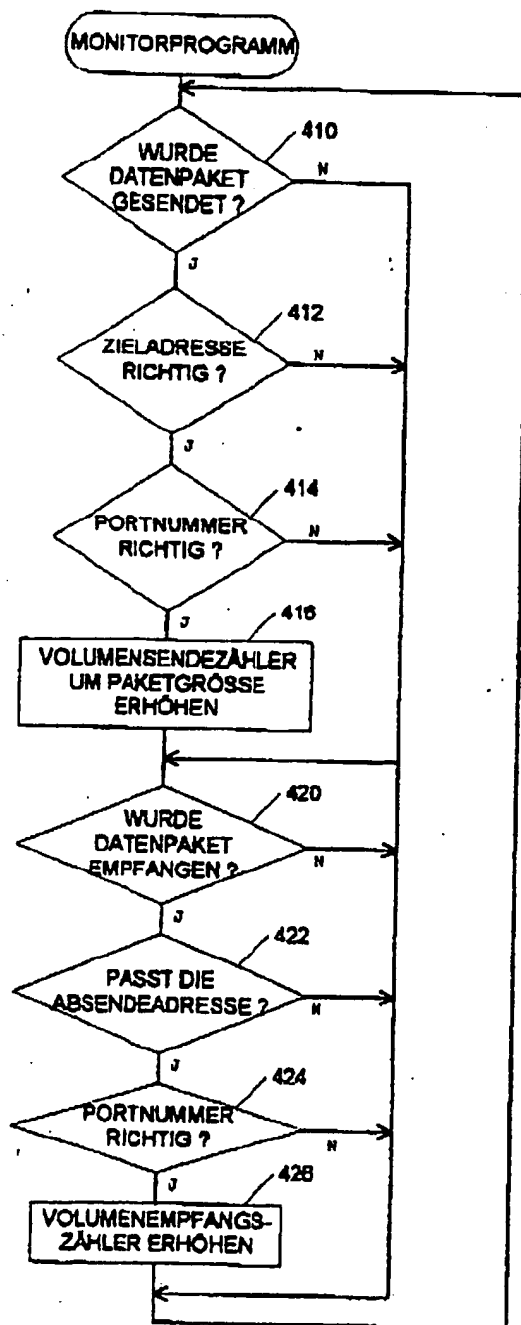 MONITORPROGRAMM
410
WURDE
DATENPAKET
GESENDET ?
N
J
412
ZIELADRESSE
RICHTIG ?
N
J
414
PORTNUMMER
RICHTIG ?
N
J
416
VOLUMENSENDEZÄHLER
UM PAKETGRÖSSE
ERHÖHEN
420
WURDE
DATENPAKET
EMPFANGEN ?
N
J
422
PASST DIE
ABSENDEADRESSE ?
N
J
424
PORTNUMMER
RICHTIG ?
N
J
426
VOLUMENEMPFANGS-
ZÄHLER ERHÖHEN